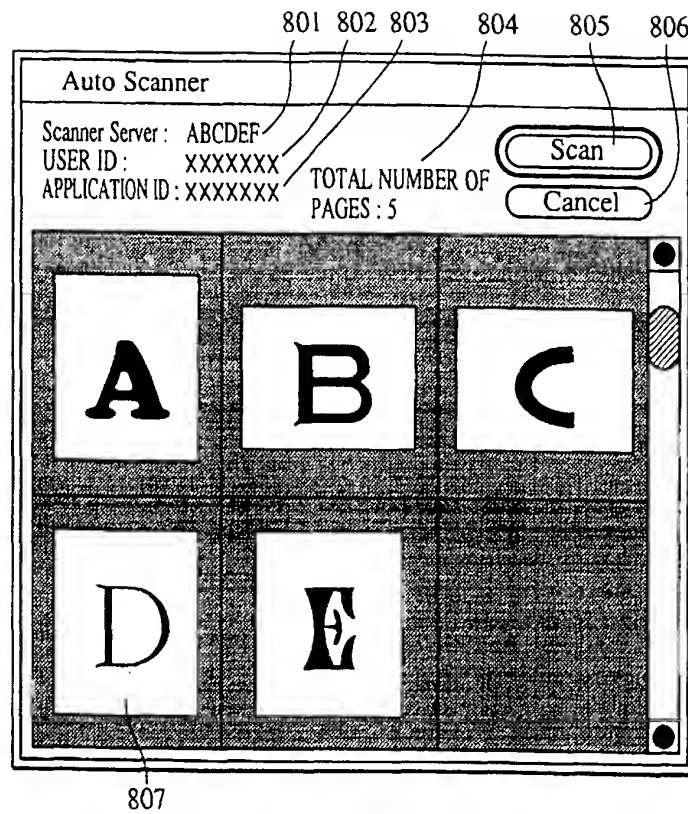 801 802 803 804 805 806
Auto Scanner
Scanner Server : ABCDEF
USER ID : XXXXXXX
APPLICATION ID : XXXXXXX
TOTAL NUMBER OF
PAGES : 5
Scan
Cancel
A B C
D E
807